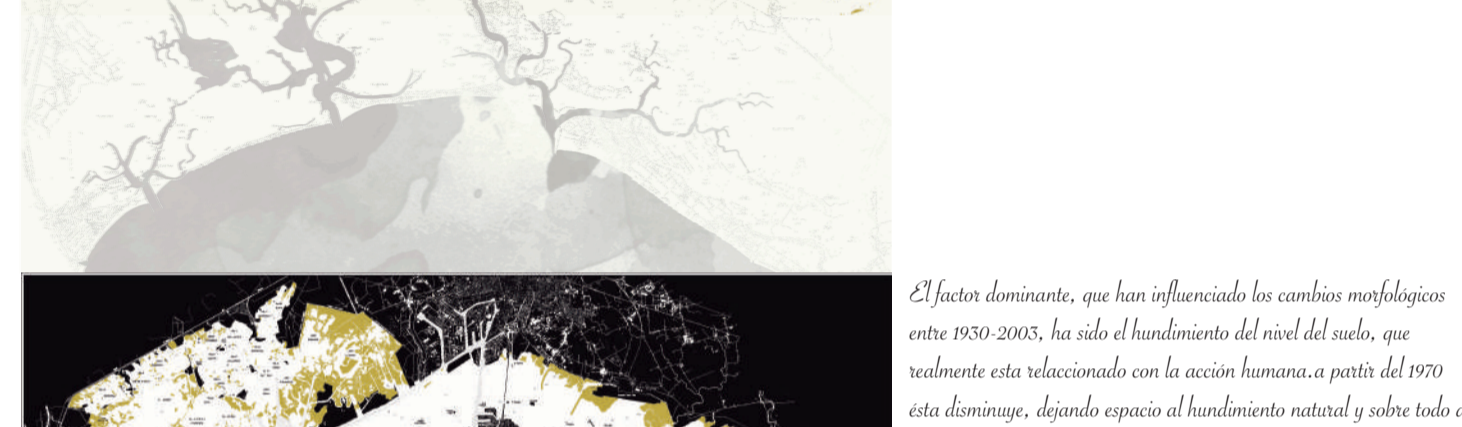 El factor dominante, que han influenciado los cambios morfológicos
entre 1930-2003, ha sido el hundimiento del nivel del suelo, que
realmente esta relaccionado con la acción humana.a partir del 1970
ésta disminuye, dejando espacio al hundimiento natural y sobre todo a